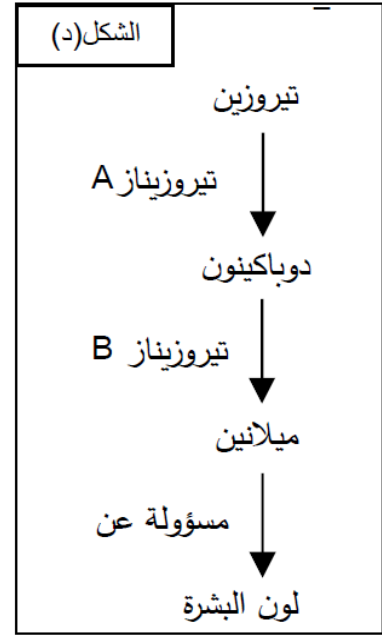 الشكل(د)
تيروزين
تيروزيناز A
دوباكينون
تيروزيناز B
ميلانين
مسؤولة عن
لون البشرة